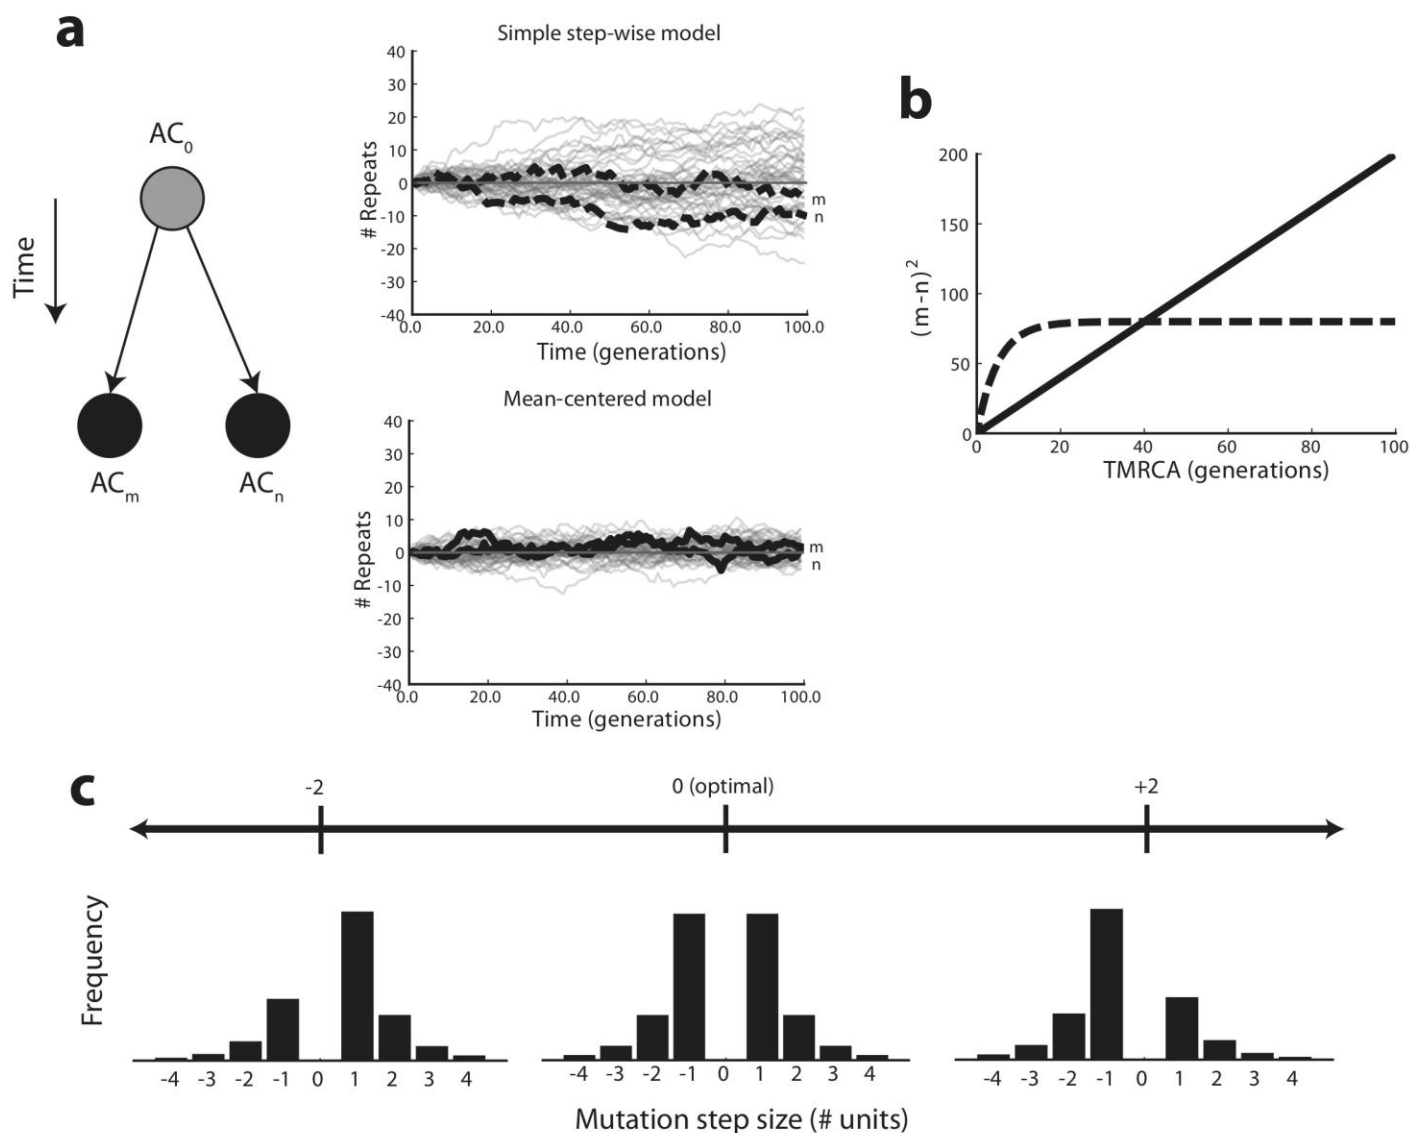 a
AC0
Time
ACm
ACn
Simple step-wise model
# Repeats
40
30
20
10
0
-10
-20
-30
-40
m
n
0.0 20.0 40.0 60.0 80.0 100.0
Time (generations)
Mean-centered model
# Repeats
40
30
20
10
0
-10
-20
-30
-40
m
n
0.0 20.0 40.0 60.0 80.0 100.0
Time (generations)
b
(m -n)2
200
150
100
50
0
0 20 40 60 80 100
TMRCA (generations)
c
-2 0 (optimal) +2
Frequency
-4 -3 -2 -1 0 1 2 3 4
-4 -3 -2 -1 0 1 2 3 4
-4 -3 -2 -1 0 1 2 3 4
Mutation step size (# units)